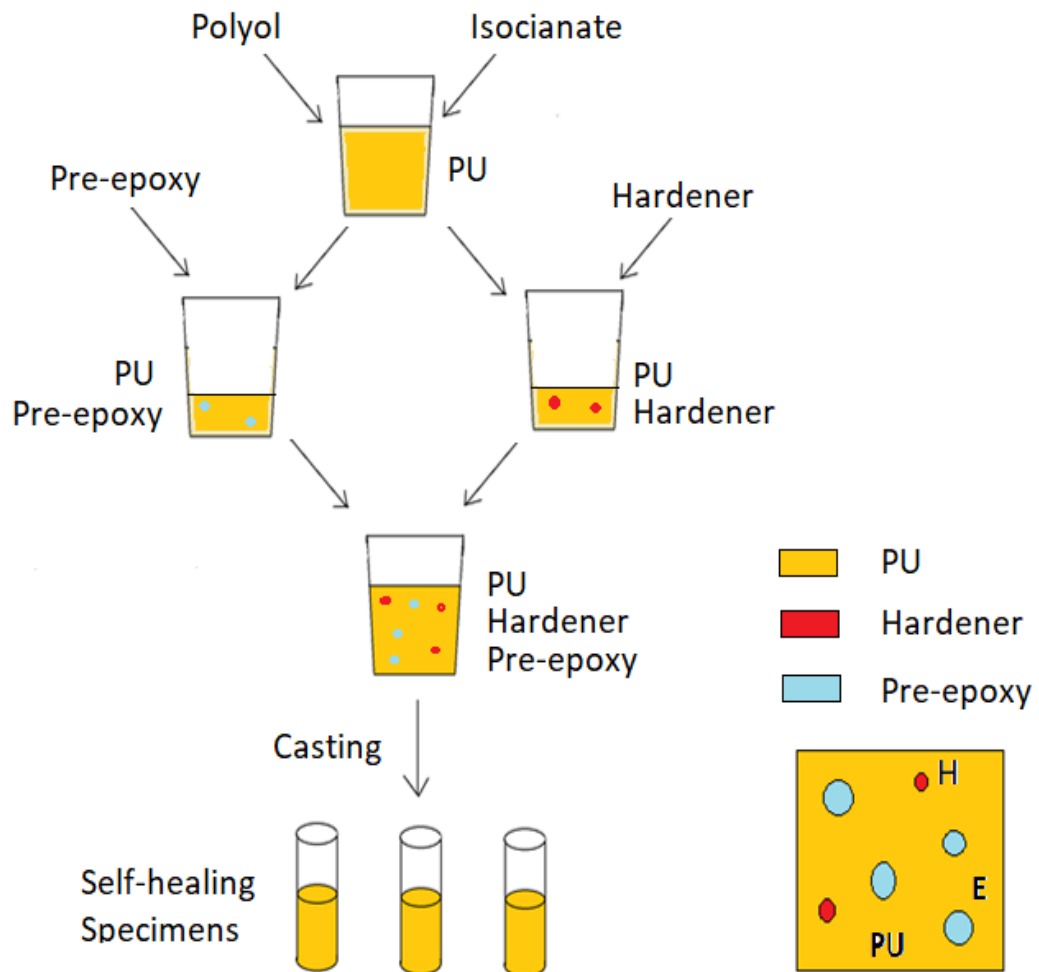 Polyol
Isocianate
PU
Pre-epoxy
Hardener
PU
Pre-epoxy
PU
Hardener
PU
Hardener
Pre-epoxy
Casting
Self-healing
Specimens
PU
Hardener
Pre-epoxy
H
E
PU